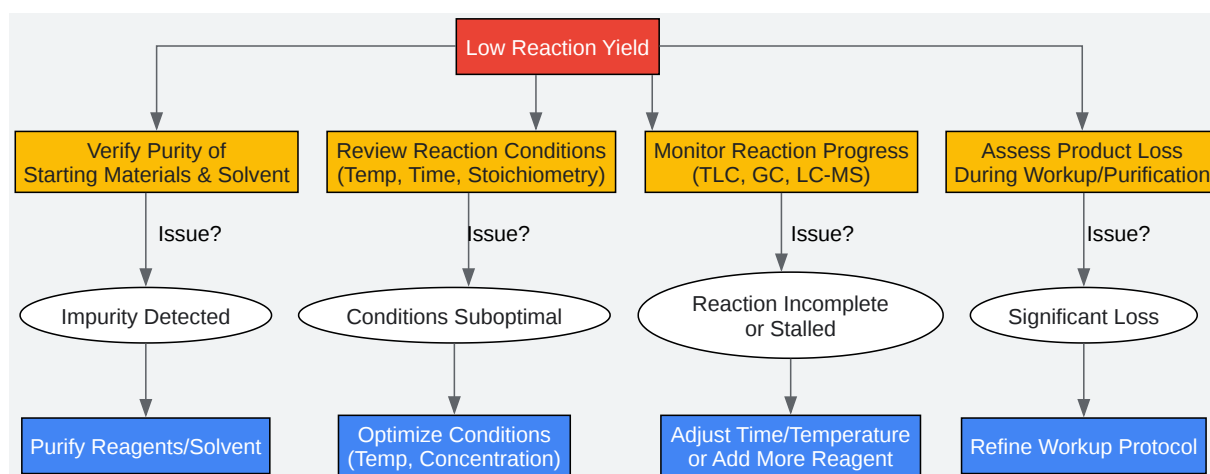 Low Reaction Yield
Verify Purity of
Starting Materials & Solvent
Review Reaction Conditions
(Temp, Time, Stoichiometry)
Monitor Reaction Progress
(TLC, GC, LC-MS)
Assess Product Loss
During Workup/Purification
Issue?
Issue?
Issue?
Issue?
Impurity Detected
Conditions Suboptimal
Reaction Incomplete
or Stalled
Significant Loss
Purify Reagents/Solvent
Optimize Conditions
(Temp, Concentration)
Adjust Time/Temperature
or Add More Reagent
Refine Workup Protocol